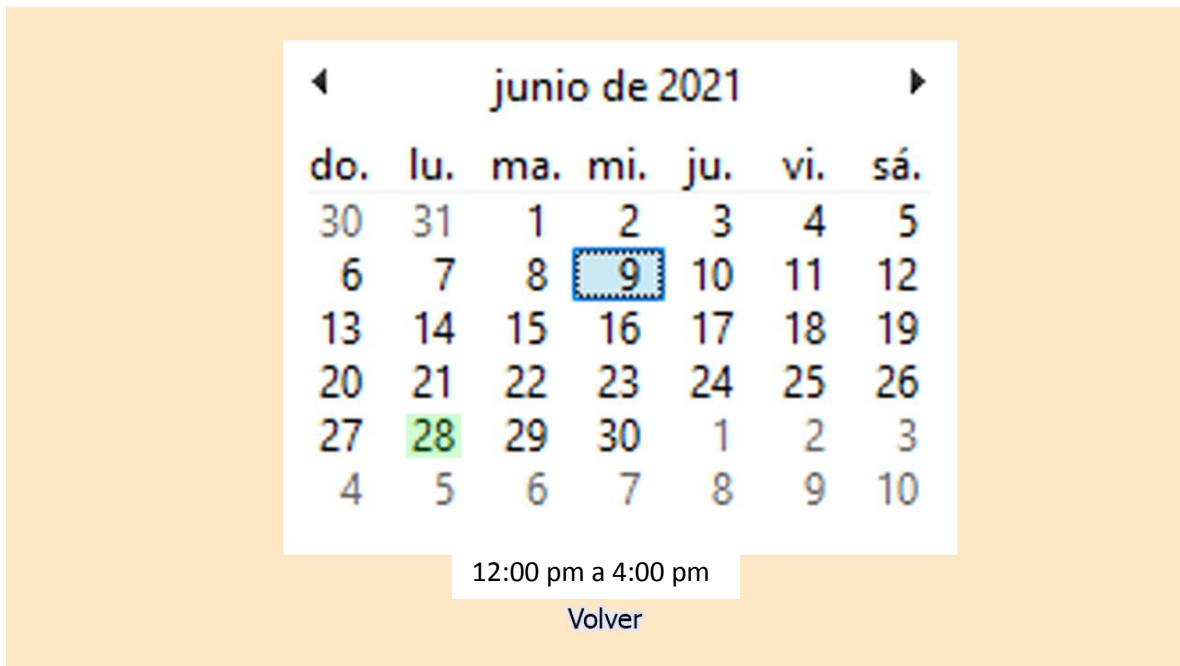 junio de 2021
do. lu. ma. mi. ju. vi. sá.
30 31 1 2 3 4 5
6 7 8 9 10 11 12
13 14 15 16 17 18 19
20 21 22 23 24 25 26
27 28 29 30 1 2 3
4 5 6 7 8 9 10
12:00 pm a 4:00 pm
Volver